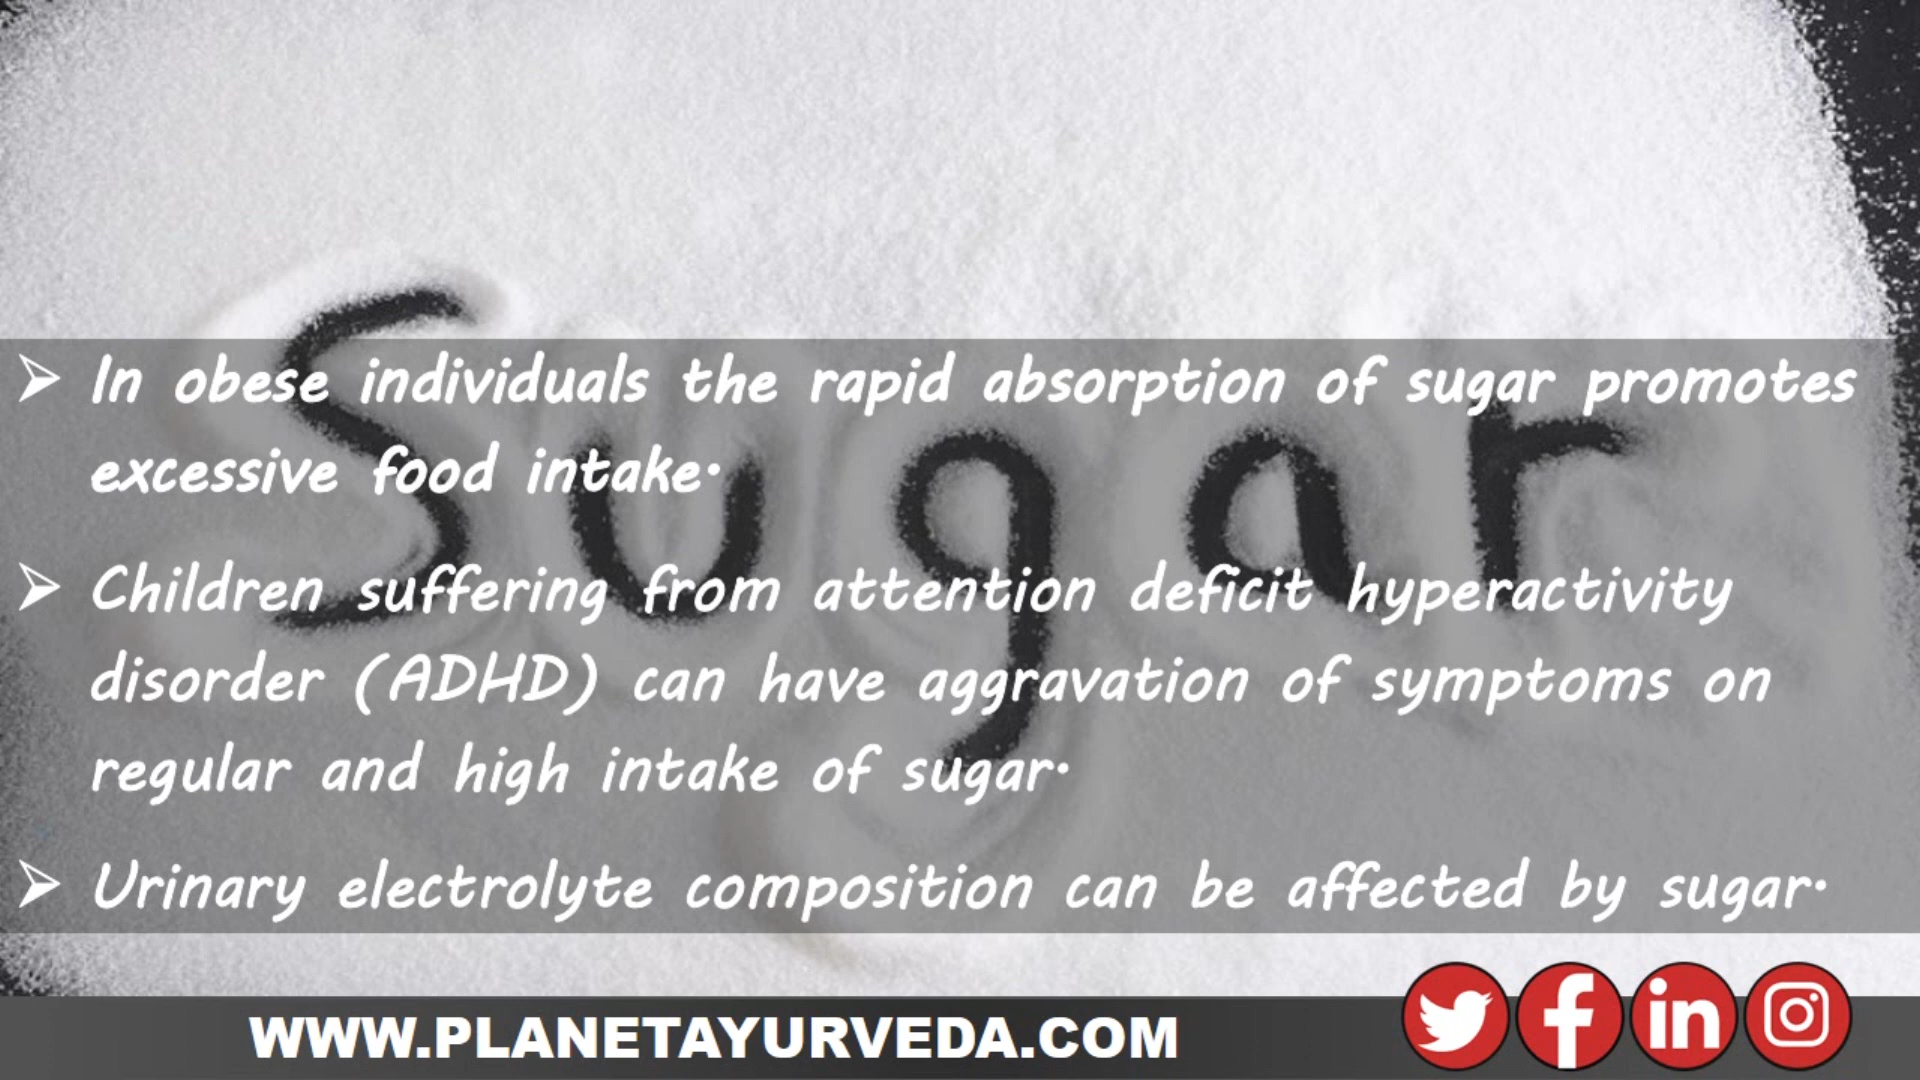 Sugar
➢ In obese individuals the rapid absorption of sugar promotes
excessive food intake.
➢ Children suffering from attention deficit hyperactivity
disorder (ADHD) can have aggravation of symptoms on
regular and high intake of sugar.
➢ Urinary electrolyte composition can be affected by sugar.
WWW.PLANETAYURVEDA.COM